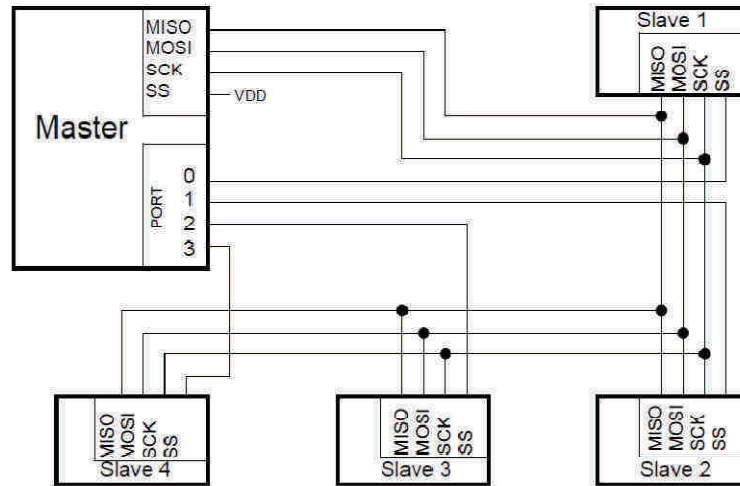 MISO
MOSI
SCK
SS
VDD
Master
PORT
0
1
2
3
Slave 1
MISO
MOSI
SCK
SS
MISO
MOSI
SCK
SS
Slave 4
MISO
MOSI
SCK
SS
Slave 3
MISO
MOSI
SCK
SS
Slave 2